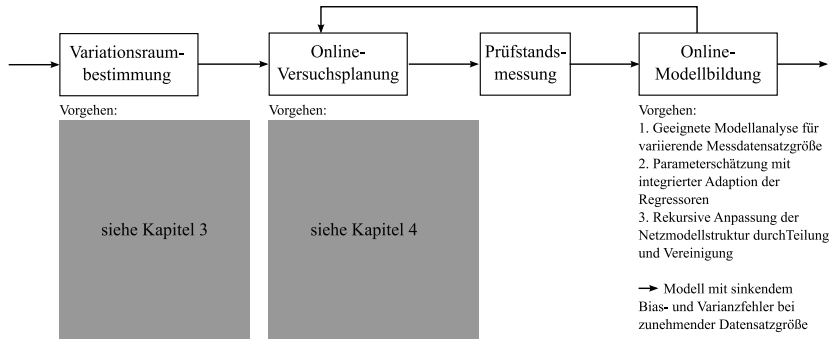 Variationsraum-
bestimmung
Online-
Versuchsplanung
Prüfstands-
messung
Online-
Modellbildung
Vorgehen:
siehe Kapitel 3
Vorgehen:
siehe Kapitel 4
Vorgehen:
1. Geeignete Modellanalyse für
variierende Messdatensatzgröße
2. Parameterschätzung mit
integrierter Adaption der
Regressoren
3. Rekursive Anpassung der
Netzmodellstruktur durchTeilung
und Vereinigung
→ Modell mit sinkendem
Bias- und Varianzfehler bei
zunehmender Datensatzgröße